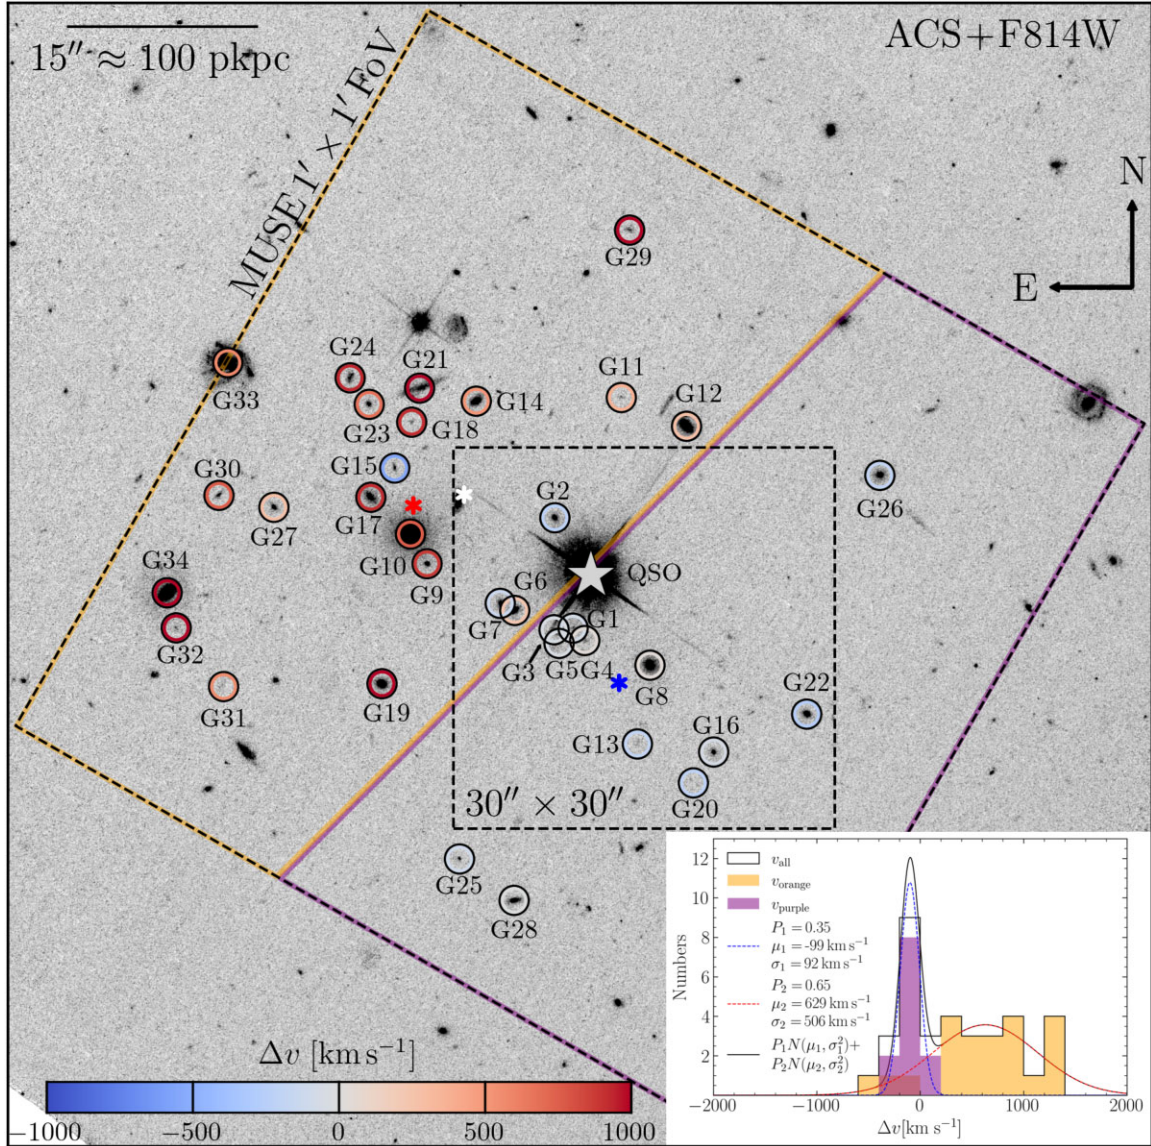 15″ ≈ 100 pkpc
ACS+F814W
MUSE 1′ × 1′ FoV
N
E
G29
G24
G21
G33
G23
G18
G14
G11
G12
G15
G30
G17
G27
G10
G9
G2
G26
G34
G32
G6
QSO
G7
G1
G3
G5
G4
G8
G31
G19
G22
G13
G16
G20
30″ × 30″
G25
G28
Δv [km s⁻¹]
−1000
−500
0
500
1000
12
10
8
6
4
2
Numbers
v_all
v_orange
v_purple
P₁ = 0.35
μ₁ = -99 km s⁻¹
σ₁ = 92 km s⁻¹
P₂ = 0.65
μ₂ = 629 km s⁻¹
σ₂ = 506 km s⁻¹
P₁N(μ₁, σ₁²)+
P₂N(μ₂, σ₂²)
−2000
−1000
0
1000
2000
Δv[km s⁻¹]